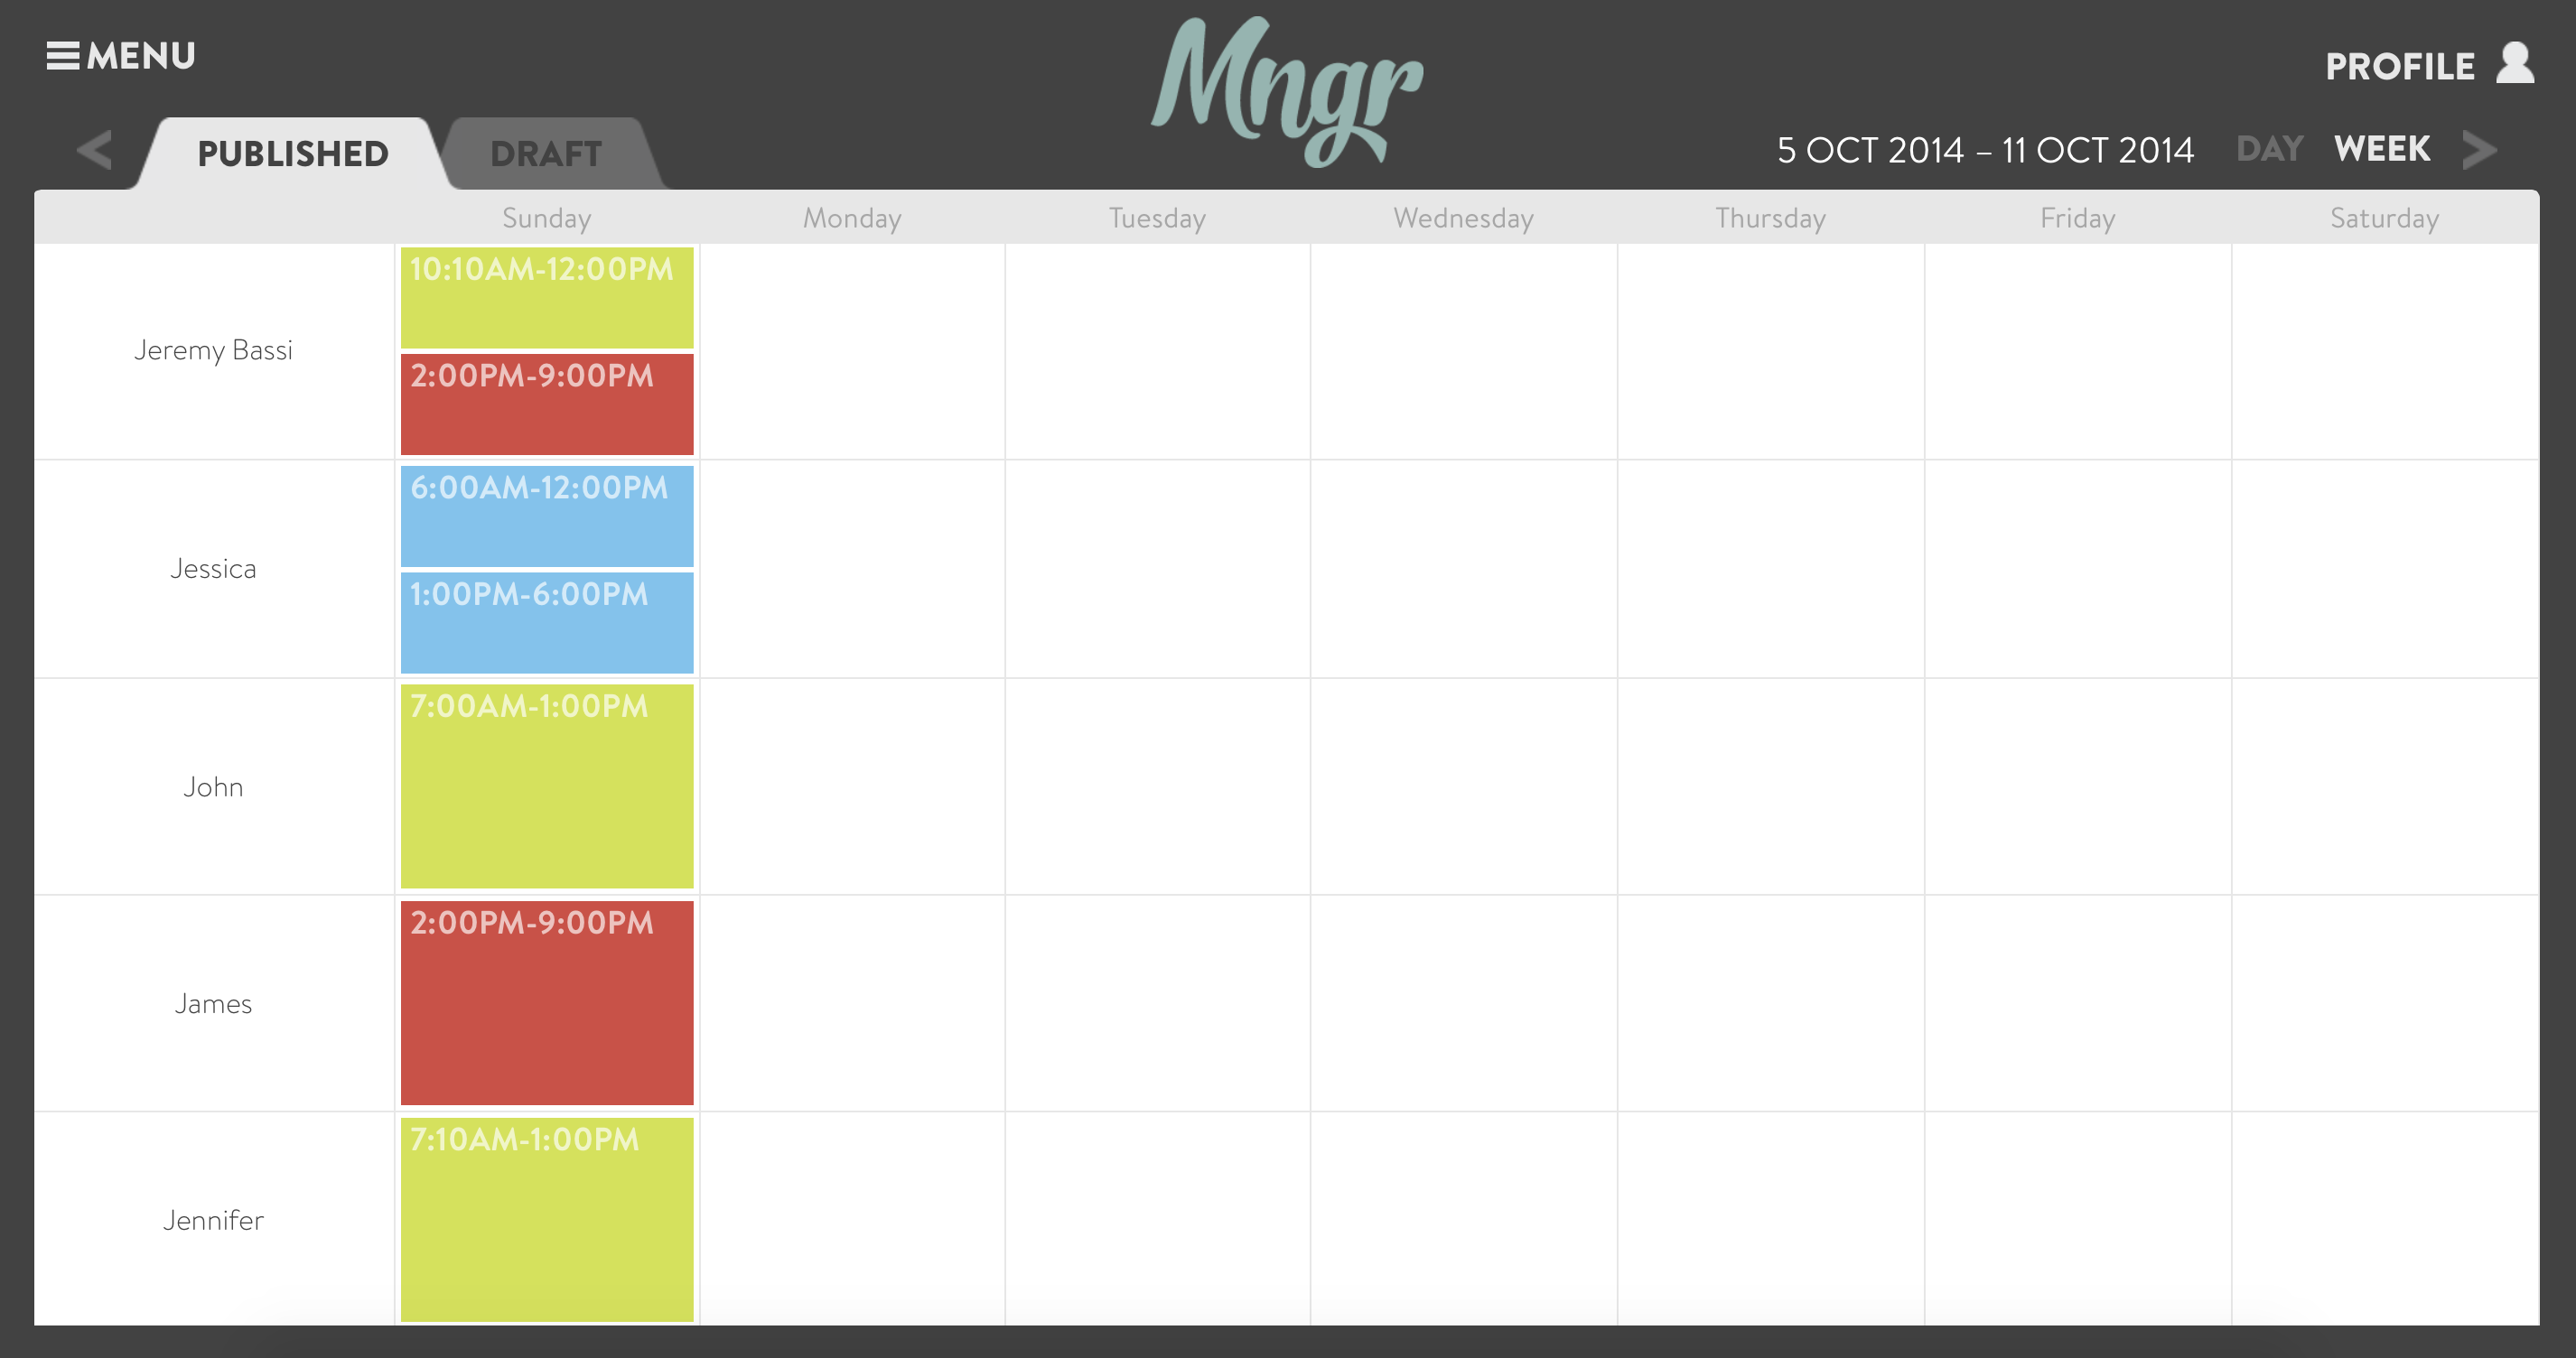 MENU
Mngr
PROFILE
<
PUBLISHED
DRAFT
5 OCT 2014 – 11 OCT 2014
DAY
WEEK
>
Sunday
Monday
Tuesday
Wednesday
Thursday
Friday
Saturday
Jeremy Bassi
10:10AM-12:00PM
2:00PM-9:00PM
Jessica
6:00AM-12:00PM
1:00PM-6:00PM
John
7:00AM-1:00PM
James
2:00PM-9:00PM
Jennifer
7:10AM-1:00PM